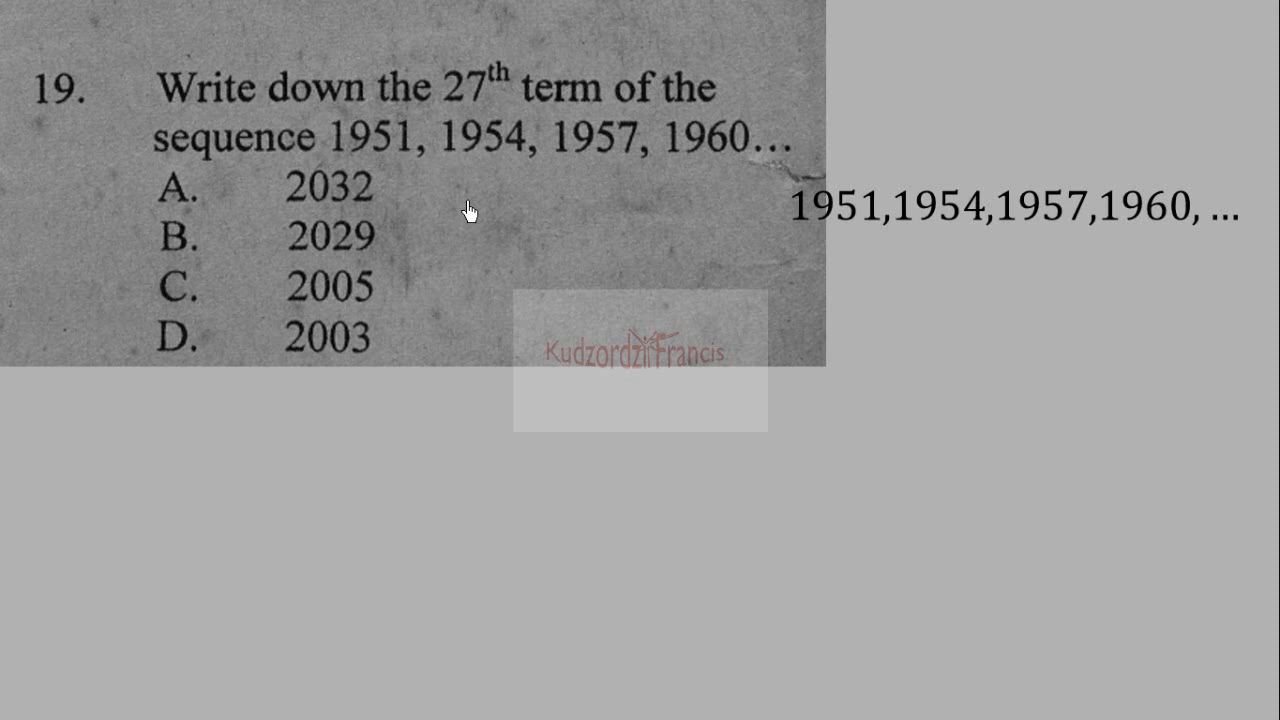 19. Write down the 27th term of the
sequence 1951, 1954, 1957, 1960...
A. 2032
B. 2029
C. 2005
D. 2003
1951,1954,1957,1960, ...
Kudzordzi Francis